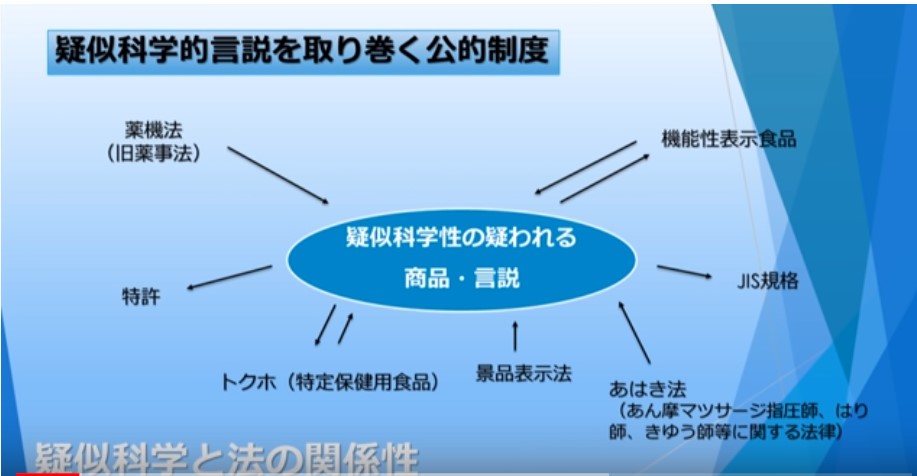 疑似科学的言説を取り巻く公的制度
薬機法
（旧薬事法）
機能性表示食品
疑似科学性の疑われる
商品・言説
特許
JIS規格
トクホ（特定保健用食品）
景品表示法
あはき法
（あん摩マツサージ指圧師、はり
師、きゆう師等に関する法律）
疑似科学と法の関係性